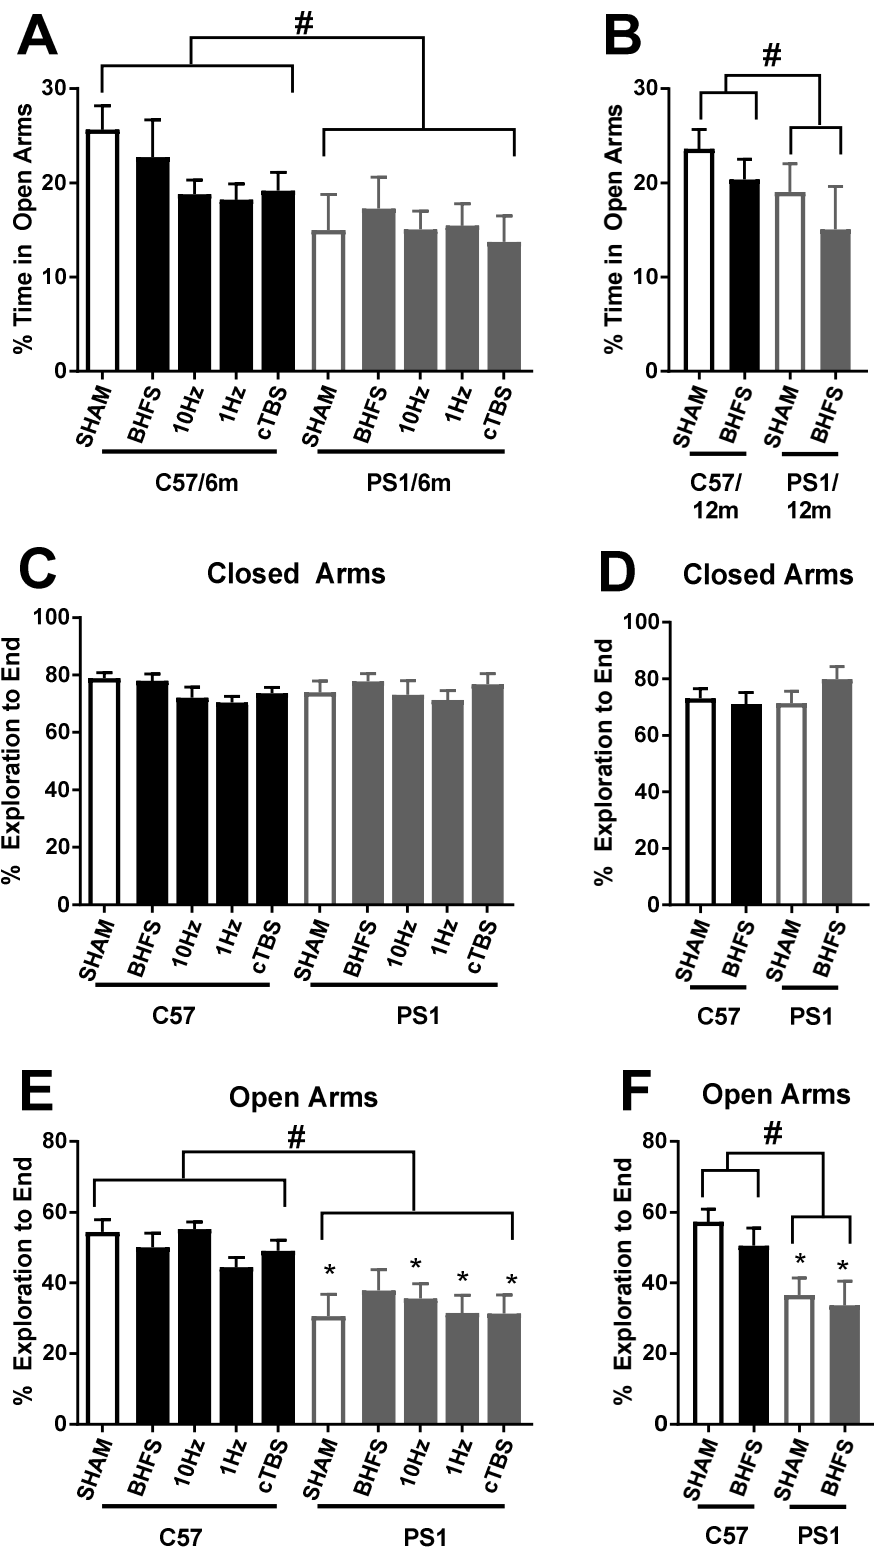 A
#
% Time in Open Arms
30
20
10
0
SHAM
BHFS
10Hz
1Hz
cTBS
SHAM
BHFS
10Hz
1Hz
cTBS
C57/6m
PS1/6m
B
#
% Time in Open Arms
30
20
10
0
SHAM
BHFS
SHAM
BHFS
C57/
12m
PS1/
12m
C
Closed Arms
% Exploration to End
100
80
60
40
20
0
SHAM
BHFS
10Hz
1Hz
cTBS
SHAM
BHFS
10Hz
1Hz
cTBS
C57
PS1
D
Closed Arms
% Exploration to End
100
80
60
40
20
0
SHAM
BHFS
SHAM
BHFS
C57
PS1
E
Open Arms
#
% Exploration to End
80
60
40
20
0
*
*
*
*
SHAM
BHFS
10Hz
1Hz
cTBS
SHAM
BHFS
10Hz
1Hz
cTBS
C57
PS1
F
Open Arms
#
% Exploration to End
80
60
40
20
0
*
*
SHAM
BHFS
SHAM
BHFS
C57
PS1